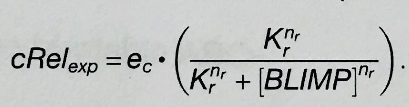 cRel_exp = e_c • ( K_r^{n_r} / ( K_r^{n_r} + [BLIMP]^{n_r} ) ) .